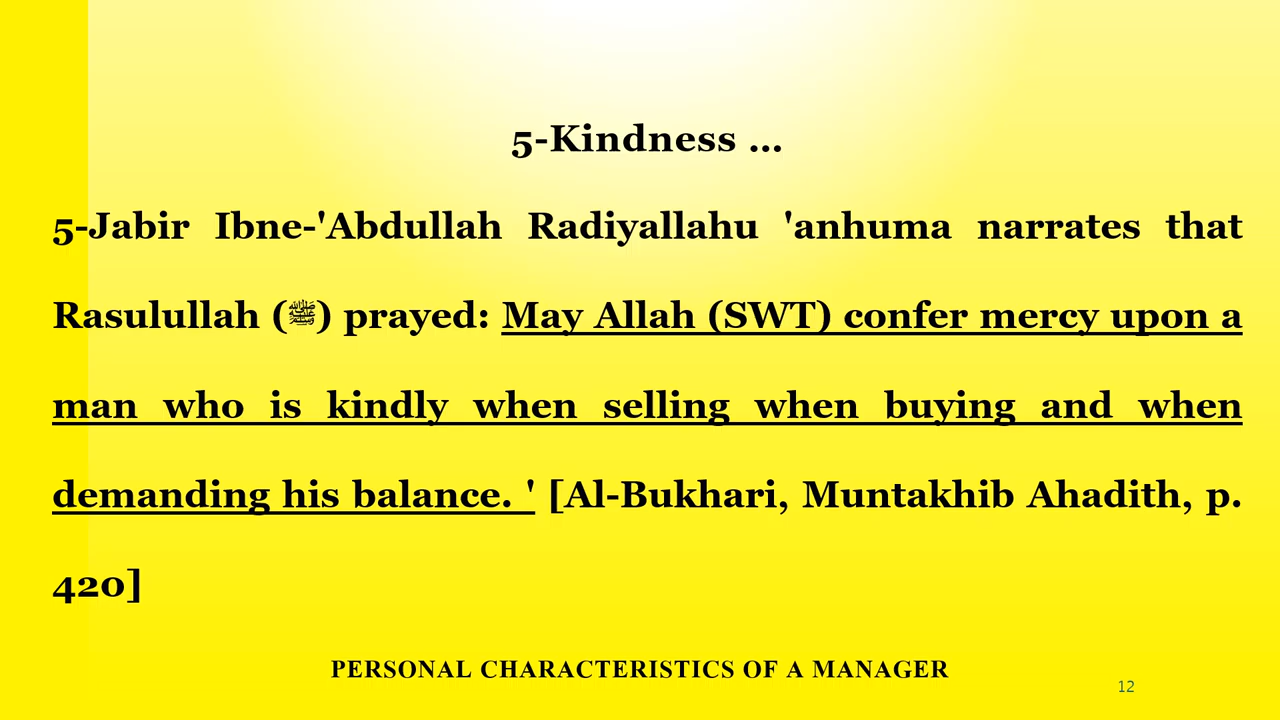 5-Kindness ...
5-Jabir Ibne-'Abdullah Radiyallahu 'anhuma narrates that
Rasulullah (ﷺ) prayed: May Allah (SWT) confer mercy upon a
man who is kindly when selling when buying and when
demanding his balance. ' [Al-Bukhari, Muntakhib Ahadith, p.
420]
PERSONAL CHARACTERISTICS OF A MANAGER
12